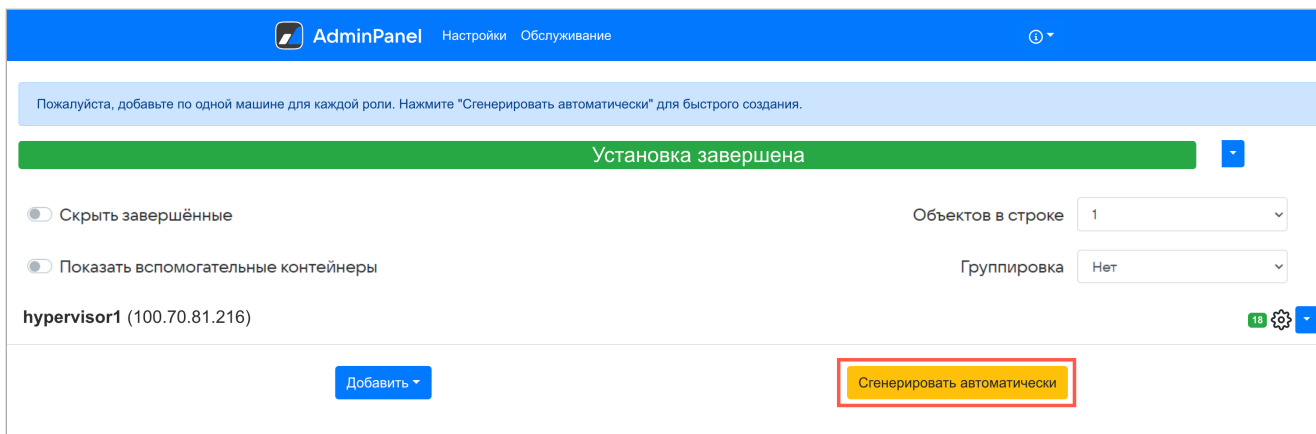 AdminPanel Настройки Обслуживание
Пожалуйста, добавьте по одной машине для каждой роли. Нажмите "Сгенерировать автоматически" для быстрого создания.
Установка завершена
Скрыть завершённые Объектов в строке 1
Показать вспомогательные контейнеры Группировка Нет
hypervisor1 (100.70.81.216) 18
Добавить Сгенерировать автоматически